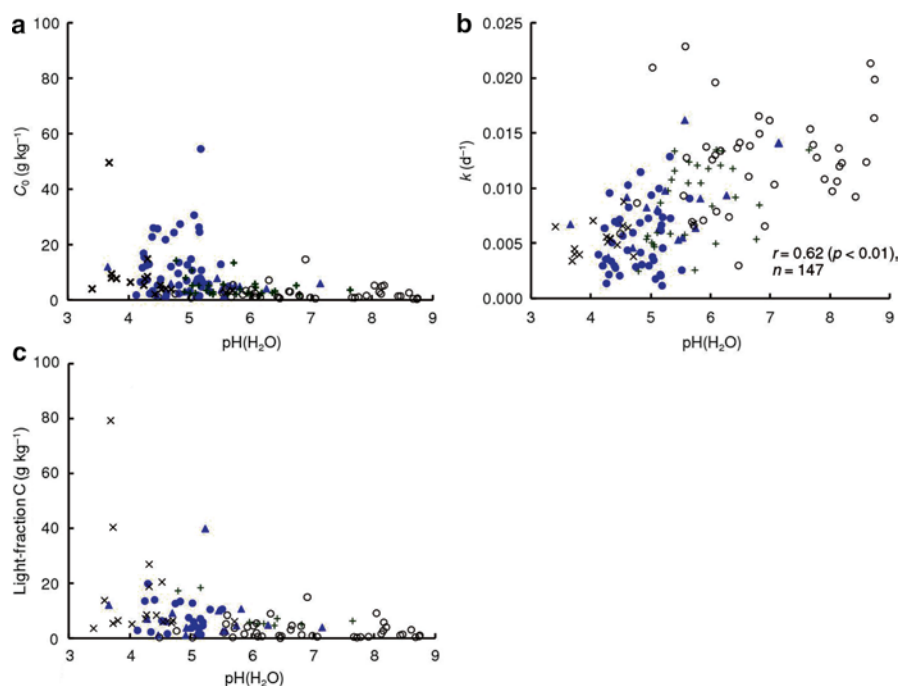 a
100
80
60
40
20
0
C₀ (g kg⁻¹)
3 4 5 6 7 8 9
pH(H₂O)
b
0.025
0.020
0.015
0.010
0.005
0.000
k (d⁻¹)
r = 0.62 (p < 0.01),
n = 147
3 4 5 6 7 8 9
pH(H₂O)
c
100
80
60
40
20
0
Light-fraction C (g kg⁻¹)
3 4 5 6 7 8 9
pH(H₂O)